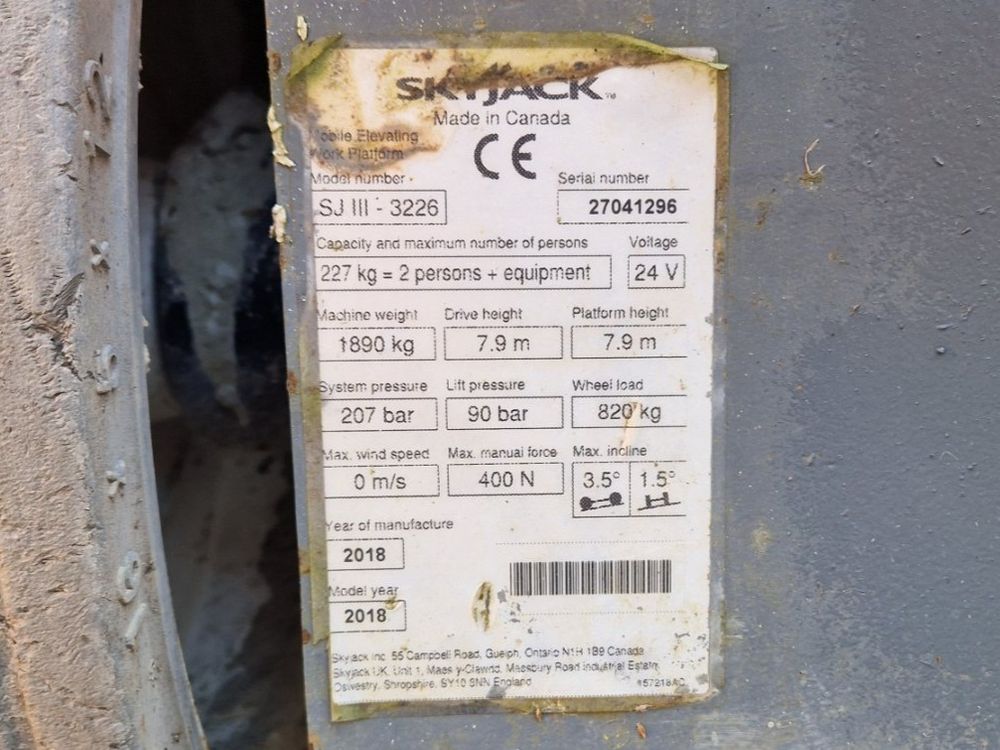 SKYJACK™
Made in Canada
Mobile Elevating
Work Platform
CE
Model number
Serial number
SJ III - 3226
27041296
Capacity and maximum number of persons
Voltage
227 kg = 2 persons + equipment
24 V
Machine weight
Drive height
Platform height
1890 kg
7.9 m
7.9 m
System pressure
Lift pressure
Wheel load
207 bar
90 bar
820 kg
Max. wind speed
Max. manual force
Max. incline
0 m/s
400 N
3.5°
1.5°
Year of manufacture
2018
Model year
2018
Skyjack Inc. 55 Campbell Road, Guelph, Ontario N1H 1B9 Canada
Skyjack UK, Unit 1, Maes y-Clawdd, Maesbury Road Industrial Estate,
Oswestry, Shropshire, SY10 8NN England